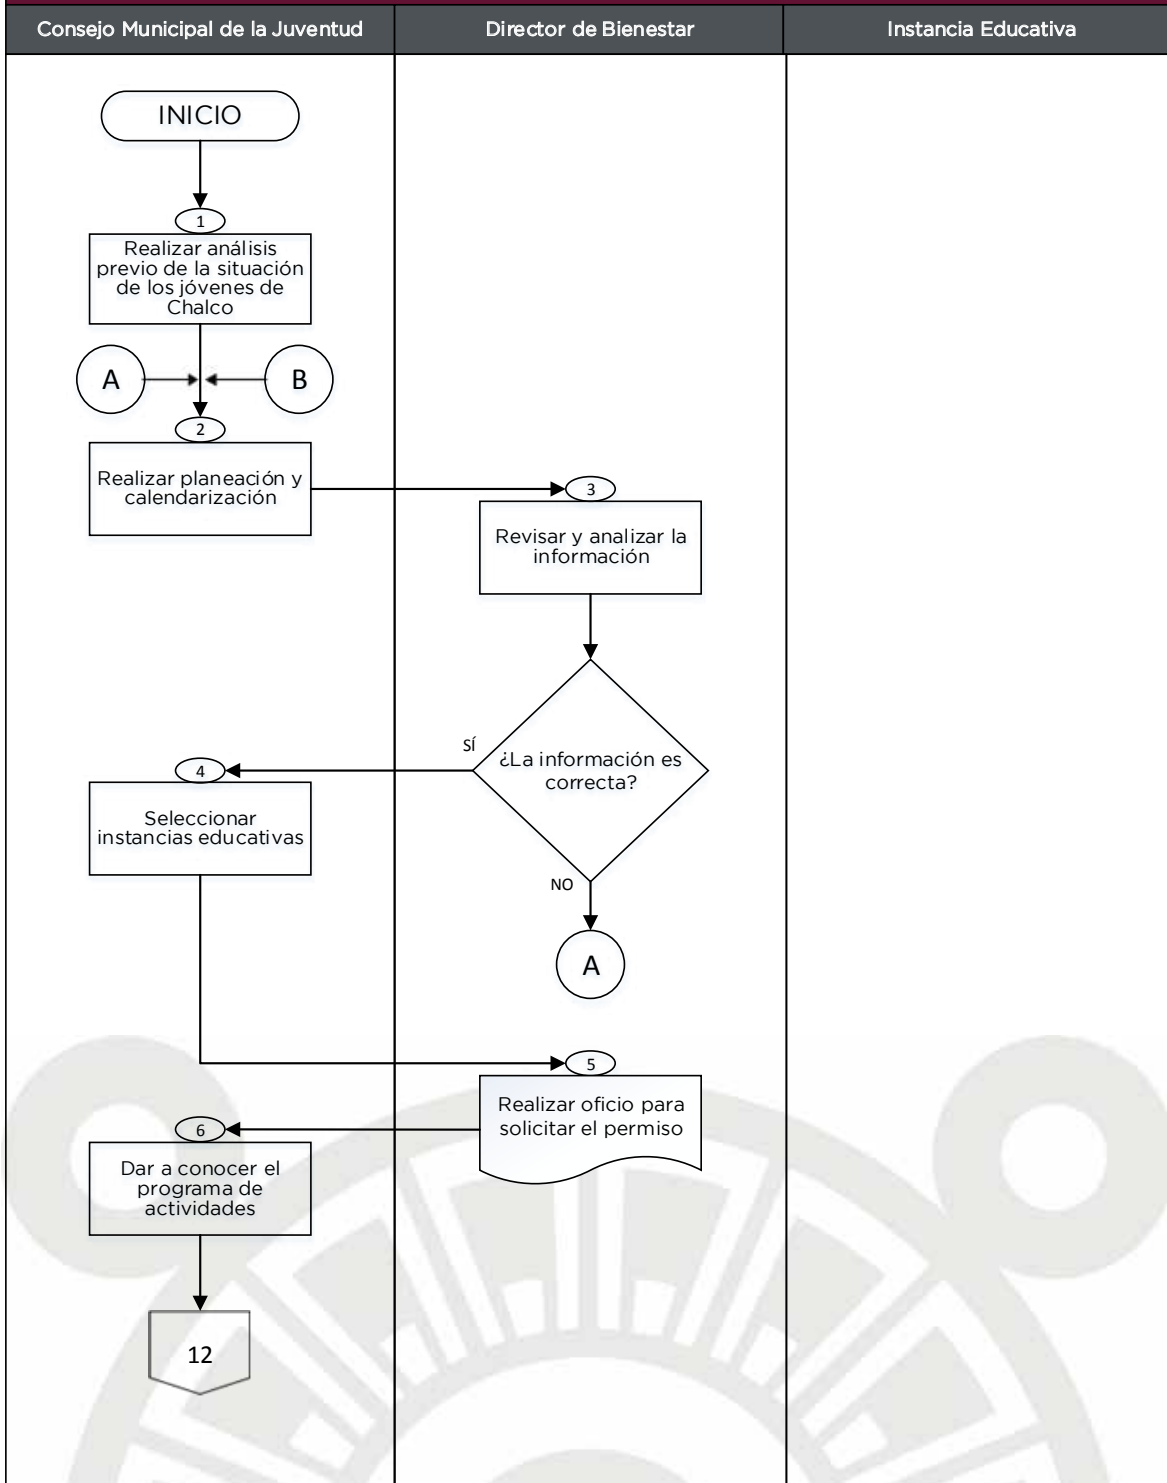 Consejo Municipal de la Juventud
Director de Bienestar
Instancia Educativa
INICIO
1
Realizar análisis
previo de la situación
de los jóvenes de
Chalco
A
B
2
Realizar planeación y
calendarización
3
Revisar y analizar la
información
¿La información es
correcta?
SÍ
4
Seleccionar
instancias educativas
NO
A
5
Realizar oficio para
solicitar el permiso
6
Dar a conocer el
programa de
actividades
12